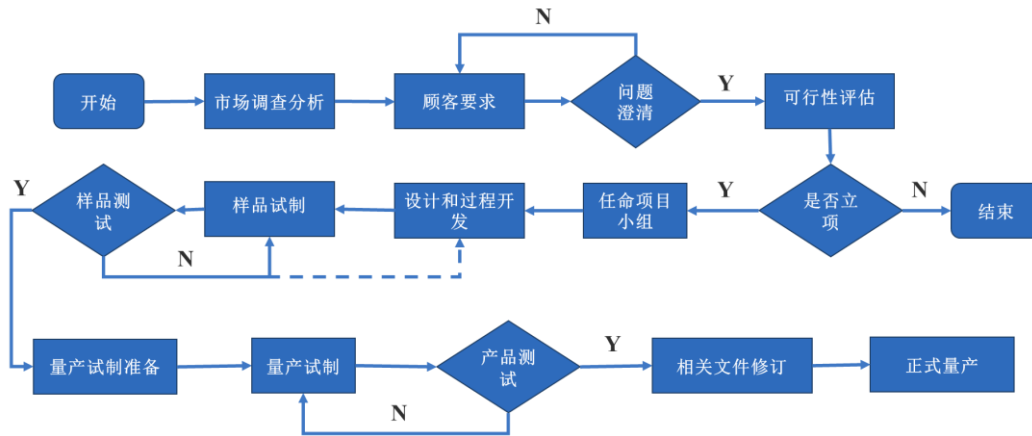 N
开始
市场调查分析
顾客要求
问题
澄清
Y
可行性评估
Y
样品测
试
样品试制
设计和过程开
发
任命项目
小组
Y
是否立
项
N
结束
N
量产试制准备
量产试制
产品测
试
Y
相关文件修订
正式量产
N